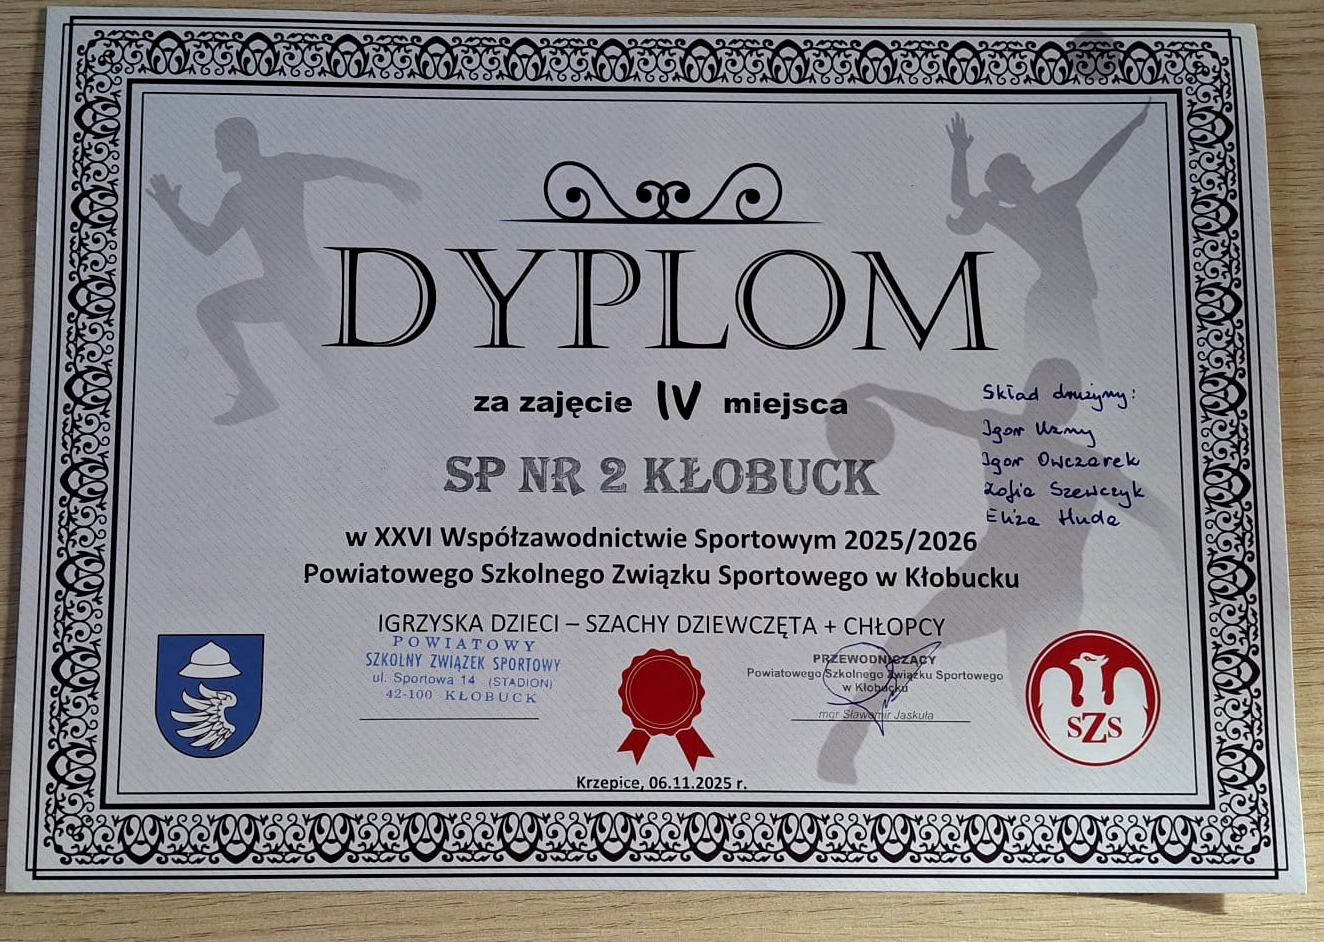 DYPLOM
za zajęcie IV miejsca
SP NR 2 KŁOBUCK
w XXVI Współzawodnictwie Sportowym 2025/2026
Powiatowego Szkolnego Związku Sportowego w Kłobucku
IGRZYSKA DZIECI – SZACHY DZIEWCZĘTA + CHŁOPCY
Skład drużyny:
Igor
Igor Owczarek
Zofia Szewczyk
Eliza Huda
POWIATOWY
SZKOLNY ZWIĄZEK SPORTOWY
ul. Sportowa 14 (STADION)
42-100 KŁOBUCK
PRZEWODNICZĄCY
Powiatowego Szkolnego Związku Sportowego
w Kłobucku
mgr Sławomir Jaskuła
SZS
Krzepice, 06.11.2025 r.